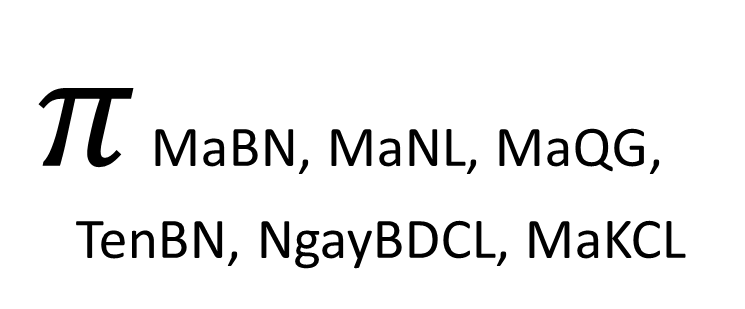 π MaBN, MaNL, MaQG,
TenBN, NgayBDCL, MaKCL